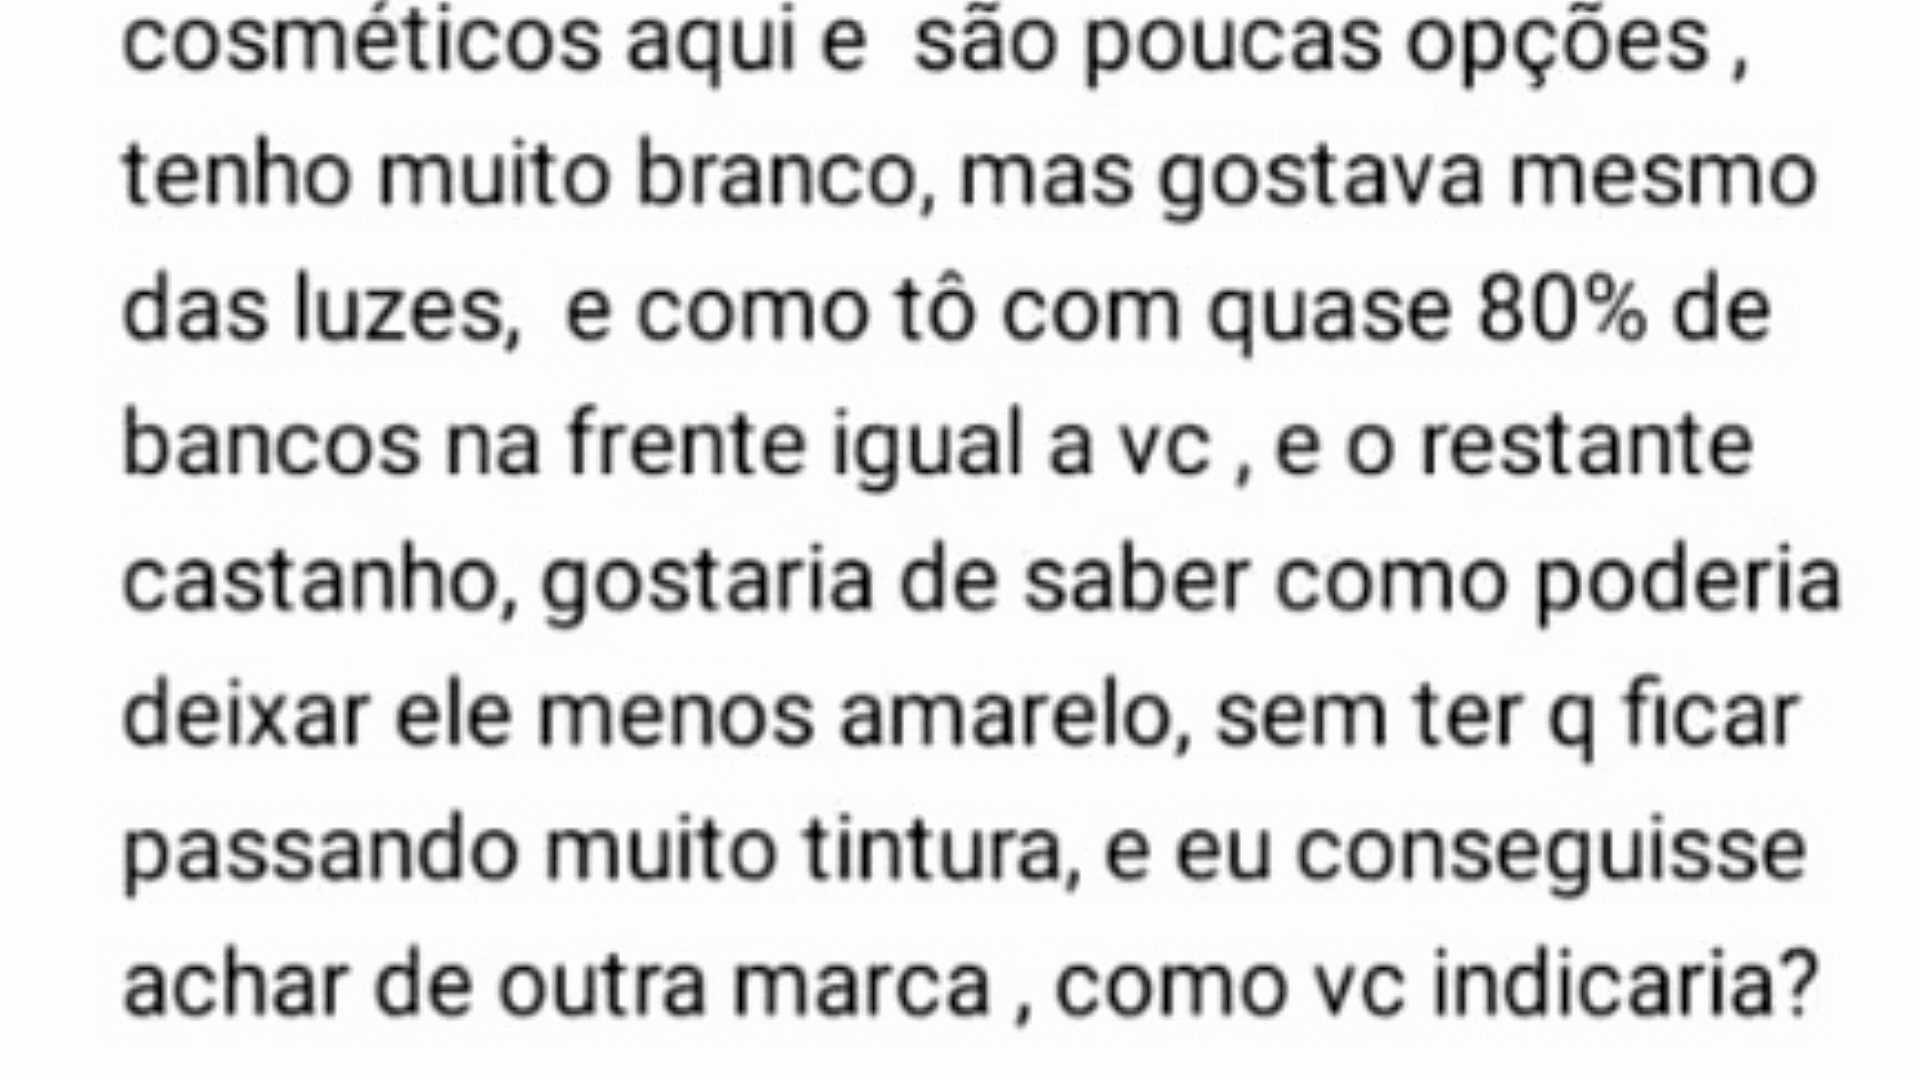 cosméticos aqui e  são poucas opções ,
tenho muito branco, mas gostava mesmo
das luzes,  e como tô com quase 80% de
bancos na frente igual a vc , e o restante
castanho, gostaria de saber como poderia
deixar ele menos amarelo, sem ter q ficar
passando muito tintura, e eu conseguisse
achar de outra marca , como vc indicaria?